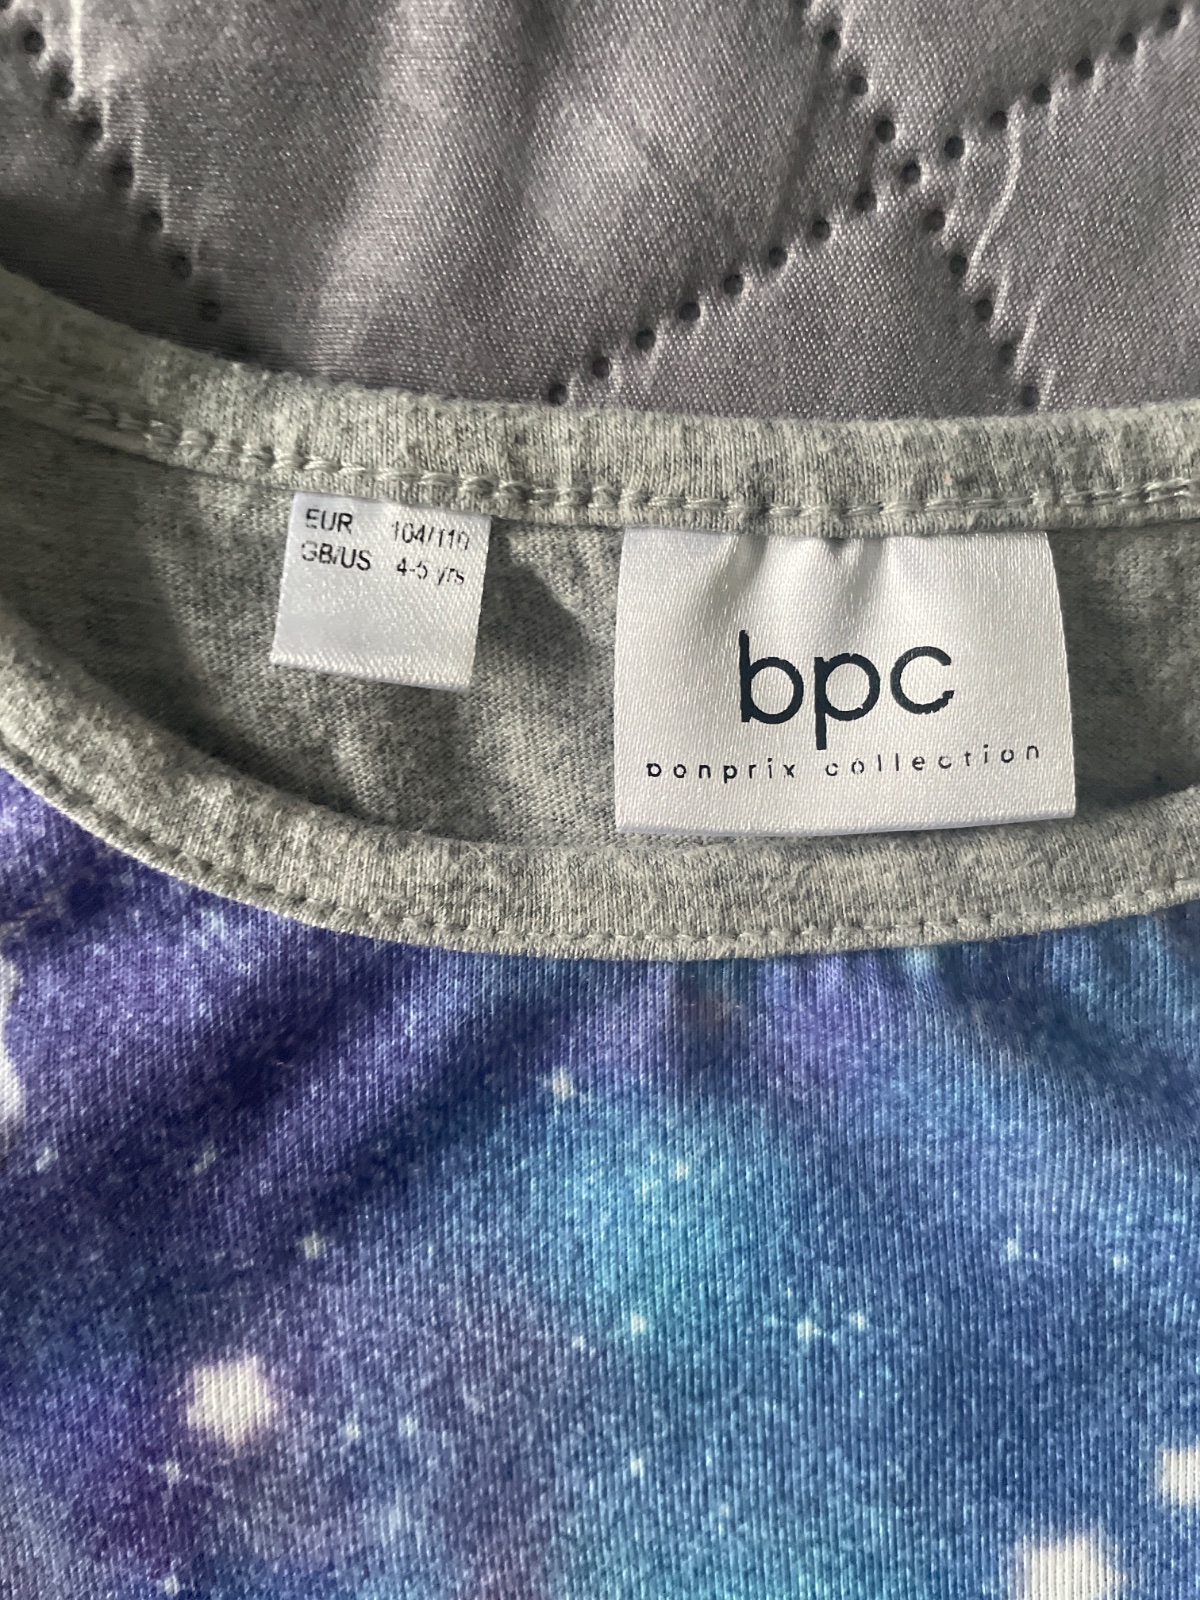 EUR 104/110
GB/US 4-5 yrs
bpc
bonprix collection